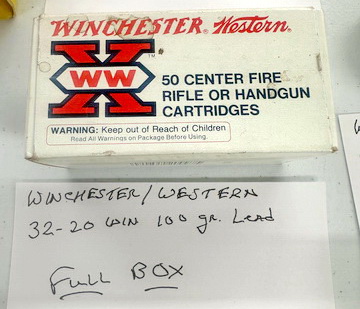 WINCHESTER® Western®
X
WW
™
50 CENTER FIRE
RIFLE OR HANDGUN
CARTRIDGES
WARNING: Keep out of Reach of Children
Read All Warnings on Package Before Using.
WINCHESTER/WESTERN
32-20 WIN 100 gr. Lead
Full BOX